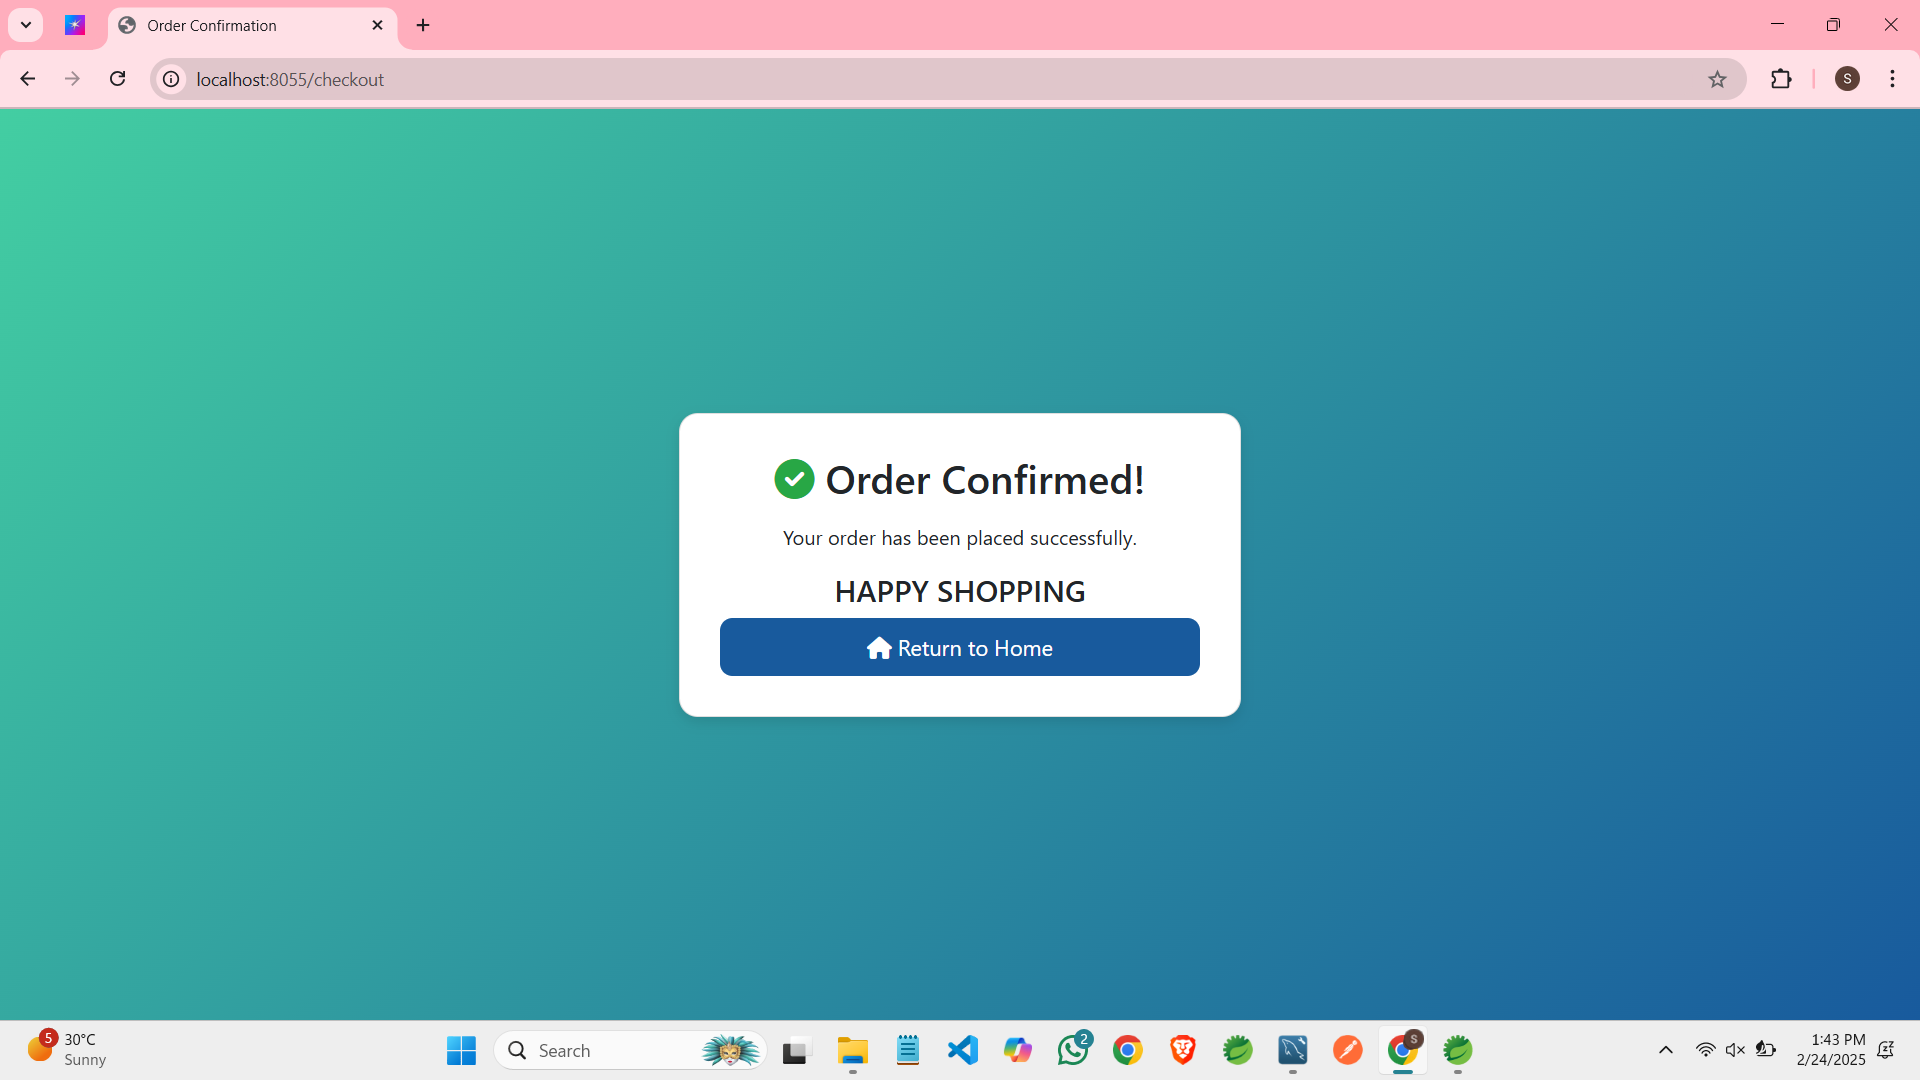 Order Confirmation
localhost:8055/checkout
S
Order Confirmed!
Your order has been placed successfully.
HAPPY SHOPPING
Return to Home
5
30°C
Sunny
Search
2
S
1:43 PM
2/24/2025